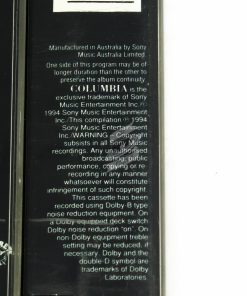 Manufactured in Australia by Sony
Music Australia Limited.
One side of this program may be of
longer duration than the other to
preserve the album continuity.
COLUMBIA is the
exclusive trademark of Sony
Music Entertainment Inc./©
1994 Sony Music Entertainment
Inc./This compilation ℗ 1994
Sony Music Entertainment
Inc./WARNING - Copyright
subsists in all Sony Music
recordings. Any unauthorised
broadcasting, public
performance, copying or re-
recording in any manner
whatsoever will constitute
infringement of such copyright.
This cassette has been
recorded using Dolby B type
noise reduction equipment. On
a Dolby equipped deck switch
Dolby noise reduction "on". On
non Dolby equipment treble
setting may be reduced, if
necessary. Dolby and the
double D symbol are
trademarks of Dolby
Laboratories.